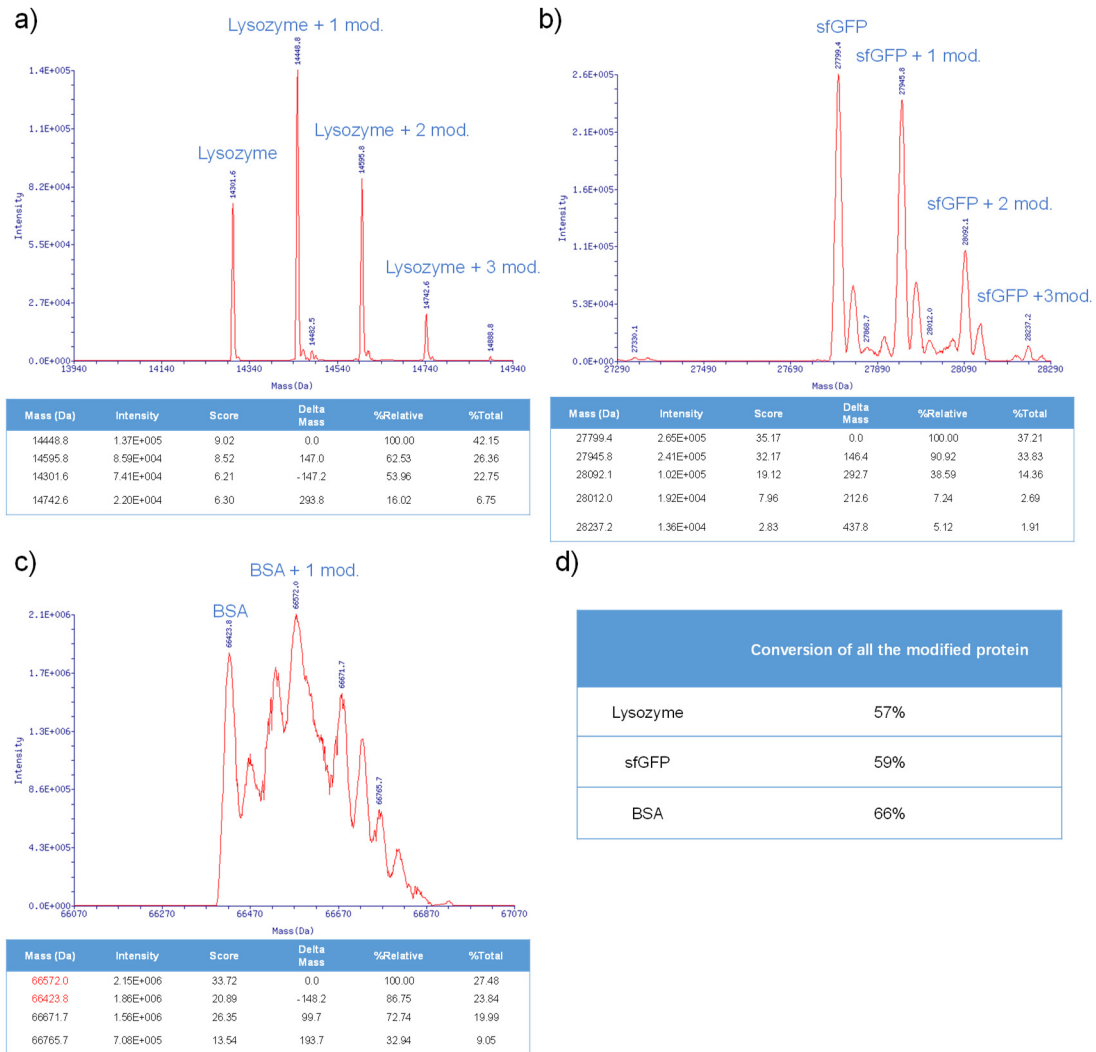 a)
Lysozyme + 1 mod.
14448.8
1.4E+005
1.1E+005
Lysozyme + 2 mod.
14595.8
Lysozyme
14301.6
8.2E+004
Intensity
5.5E+004
Lysozyme + 3 mod.
14742.6
2.7E+004
14482.5
14888.8
0.0E+000
13940 14140 14340 14540 14740 14940
Mass(Da)
Mass (Da) Intensity Score Delta Mass %Relative %Total
14448.8 1.37E+005 9.02 0.0 100.00 42.15
14595.8 8.59E+004 8.52 147.0 62.53 26.36
14301.6 7.41E+004 6.21 -147.2 53.96 22.75
14742.6 2.20E+004 6.30 293.8 16.02 6.75
b)
sfGFP
27799.4
sfGFP + 1 mod.
27945.8
2.6E+005
2.1E+005
1.6E+005
Intensity
sfGFP + 2 mod.
28092.1
1.1E+005
sfGFP +3mod.
28237.2
5.3E+004
27330.1
27868.7
28012.0
0.0E+000
27290 27490 27690 27890 28090 28290
Mass(Da)
Mass (Da) Intensity Score Delta Mass %Relative %Total
27799.4 2.65E+005 35.17 0.0 100.00 37.21
27945.8 2.41E+005 32.17 146.4 90.92 33.83
28092.1 1.02E+005 19.12 292.7 38.59 14.36
28012.0 1.92E+004 7.96 212.6 7.24 2.69
28237.2 1.36E+004 2.83 437.8 5.12 1.91
c)
BSA + 1 mod.
66572.0
BSA
66423.8
2.1E+006
1.7E+006
66671.7
1.3E+006
Intensity
8.6E+005
66765.7
4.3E+005
0.0E+000
66070 66270 66470 66670 66870 67070
Mass(Da)
Mass (Da) Intensity Score Delta Mass %Relative %Total
66572.0 2.15E+006 33.72 0.0 100.00 27.48
66423.8 1.86E+006 20.89 -148.2 86.75 23.84
66671.7 1.56E+006 26.35 99.7 72.74 19.99
66765.7 7.08E+005 13.54 193.7 32.94 9.05
d)
Conversion of all the modified protein
Lysozyme 57%
sfGFP 59%
BSA 66%